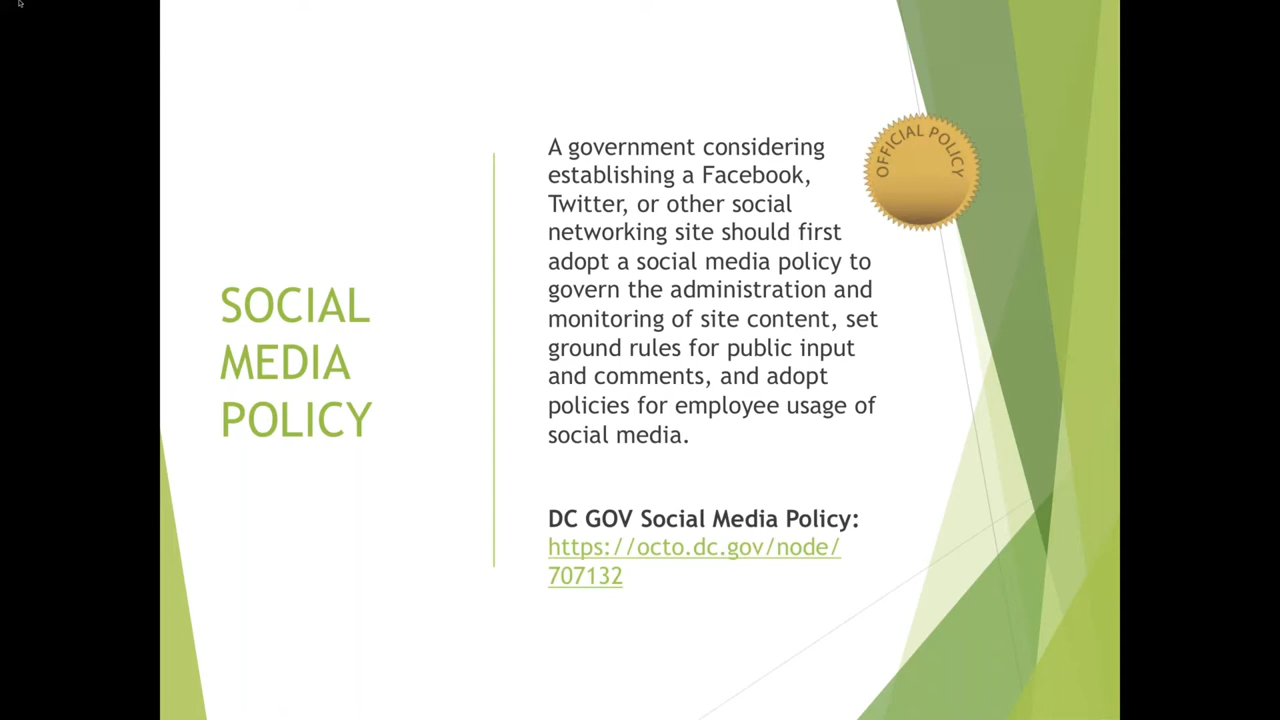 SOCIAL
MEDIA
POLICY
A government considering
establishing a Facebook,
Twitter, or other social
networking site should first
adopt a social media policy to
govern the administration and
monitoring of site content, set
ground rules for public input
and comments, and adopt
policies for employee usage of
social media.
DC GOV Social Media Policy:
https://octo.dc.gov/node/
707132
OFFICIAL POLICY